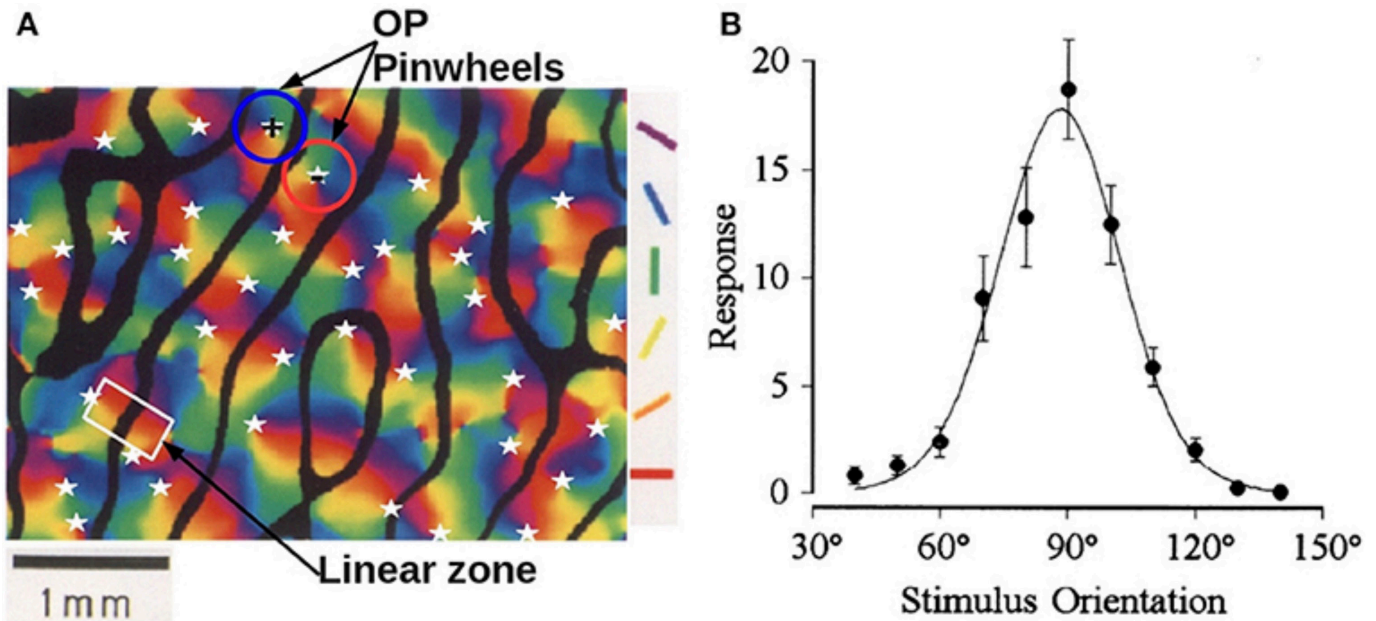 A
OP
Pinwheels
+
-
Linear zone
1 mm
B
20
15
10
5
0
Response
30° 60° 90° 120° 150°
Stimulus Orientation